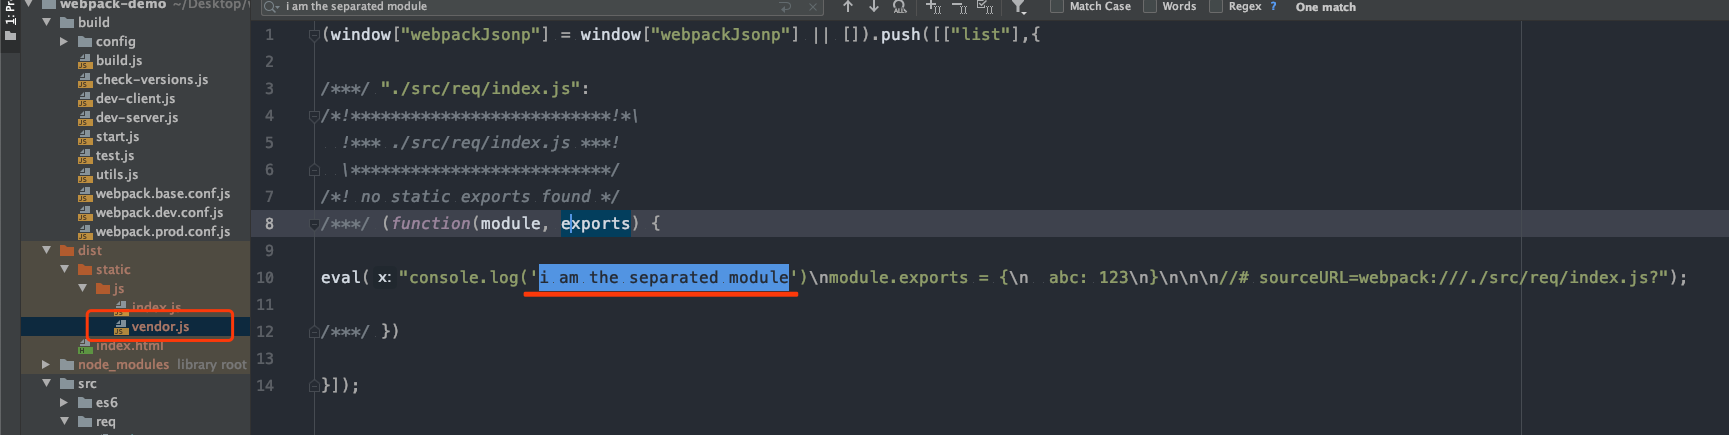 1: Pr
webpack-demo ~/Desktop/v
build
config
build.js
check-versions.js
dev-client.js
dev-server.js
start.js
test.js
utils.js
webpack.base.conf.js
webpack.dev.conf.js
webpack.prod.conf.js
dist
static
js
index.js
vendor.js
index.html
node_modules library root
src
es6
req
i am the separated module
Match Case
Words
Regex ?
One match
1 (window["webpackJsonp"] = window["webpackJsonp"] || []).push([["list"],{
2
3 /***/ "./src/req/index.js":
4 /*!**************************!*\
5 !*** ./src/req/index.js ***!
6 \**************************/
7 /*! no static exports found */
8 /***/ (function(module, exports) {
9
10 eval( x: "console.log('i am the separated module')\nmodule.exports = {\n  abc: 123\n}\n\n\n//# sourceURL=webpack:///./src/req/index.js?");
11
12 /***/ })
13
14 }]);